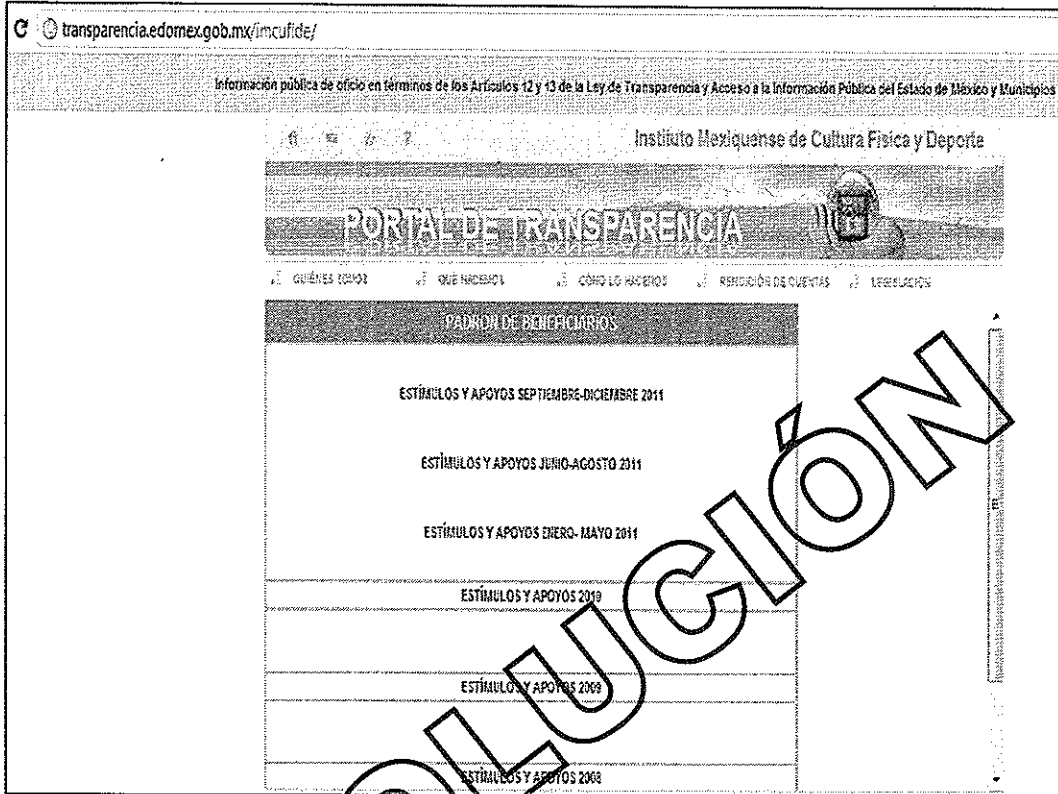 transparencia.edomex.gob.mx/imcufide/
Información pública de oficio en términos de los Artículos 12 y 13 de la Ley de Transparencia y Acceso a la Información Pública del Estado de México y Municipios
Instituto Mexiquense de Cultura Física y Deporte
PORTAL DE TRANSPARENCIA
QUIÉNES SOMOS QUÉ HACEMOS CÓMO LO HACEMOS RENDICIÓN DE CUENTAS LEGISLACIÓN
PADRÓN DE BENEFICIARIOS
ESTÍMULOS Y APOYOS SEPTIEMBRE-DICIEMBRE 2011
ESTÍMULOS Y APOYOS JUNIO-AGOSTO 2011
ESTÍMULOS Y APOYOS ENERO- MAYO 2011
ESTÍMULOS Y APOYOS 2010
ESTÍMULOS Y APOYOS 2009
ESTÍMULOS Y APOYOS 2008
OLUCIÓN